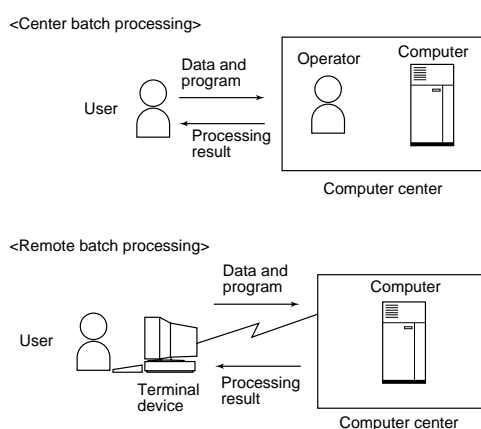 <Center batch processing>
Computer
Operator
Data and
program
User
Processing
result
Computer center
<Remote batch processing>
Data and
program
Computer
User
Terminal
device
Processing
result
Computer center